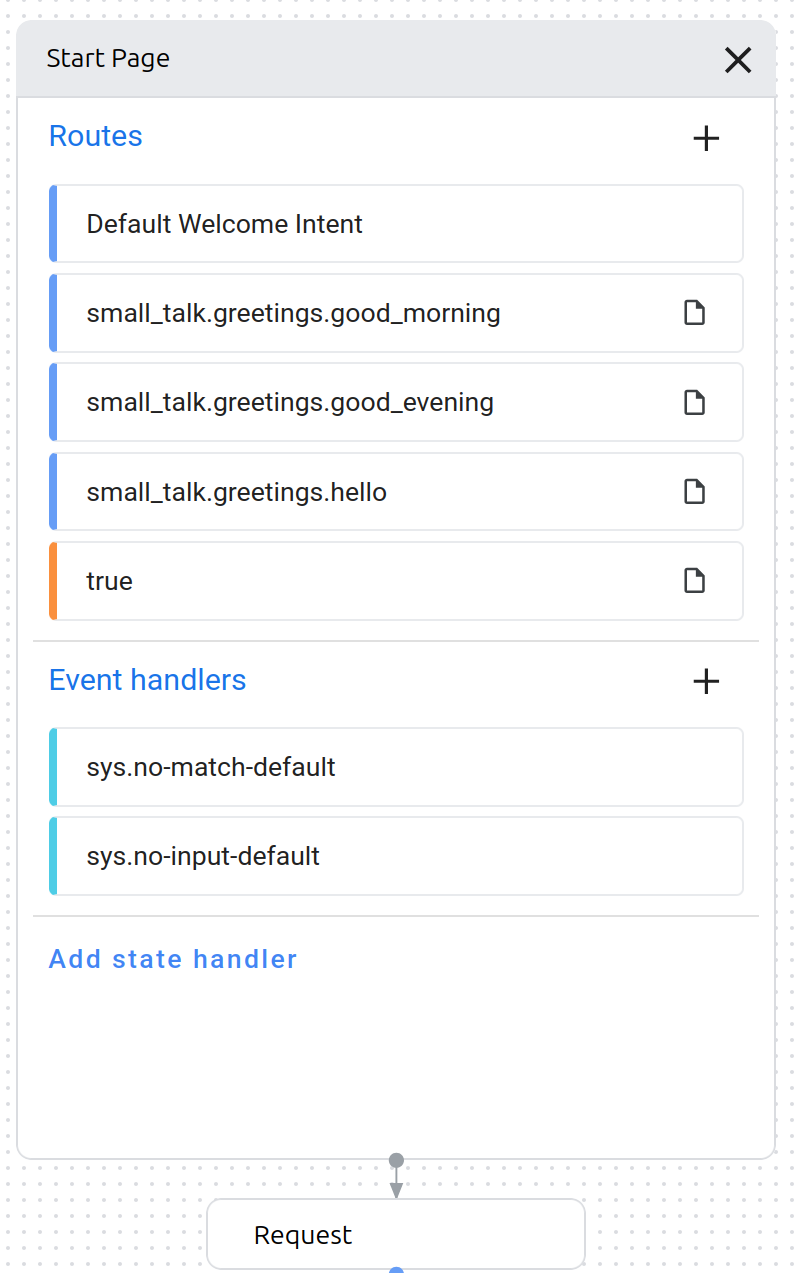 Start Page
Routes
Default Welcome Intent
small_talk.greetings.good_morning
small_talk.greetings.good_evening
small_talk.greetings.hello
true
Event handlers
sys.no-match-default
sys.no-input-default
Add state handler
Request